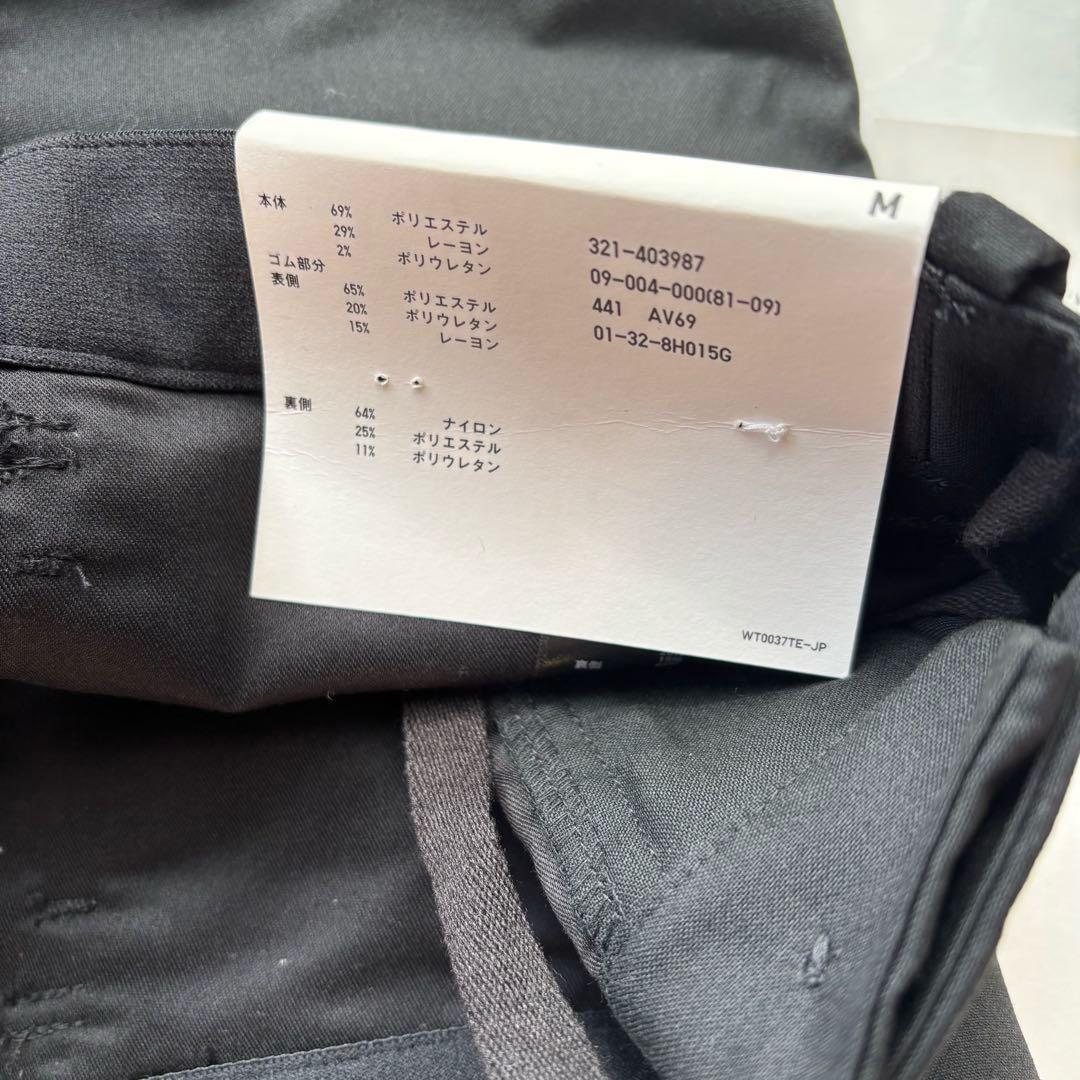 M
本体 69% ポリエステル
29% レーヨン
2% ポリウレタン
ゴム部分
表側 65% ポリエステル
20% ポリウレタン
15% レーヨン
裏側 64% ナイロン
25% ポリエステル
11% ポリウレタン
321-403987
09-004-000(81-09)
441 AV69
01-32-8H015G
WT0037TE-JP
裏側